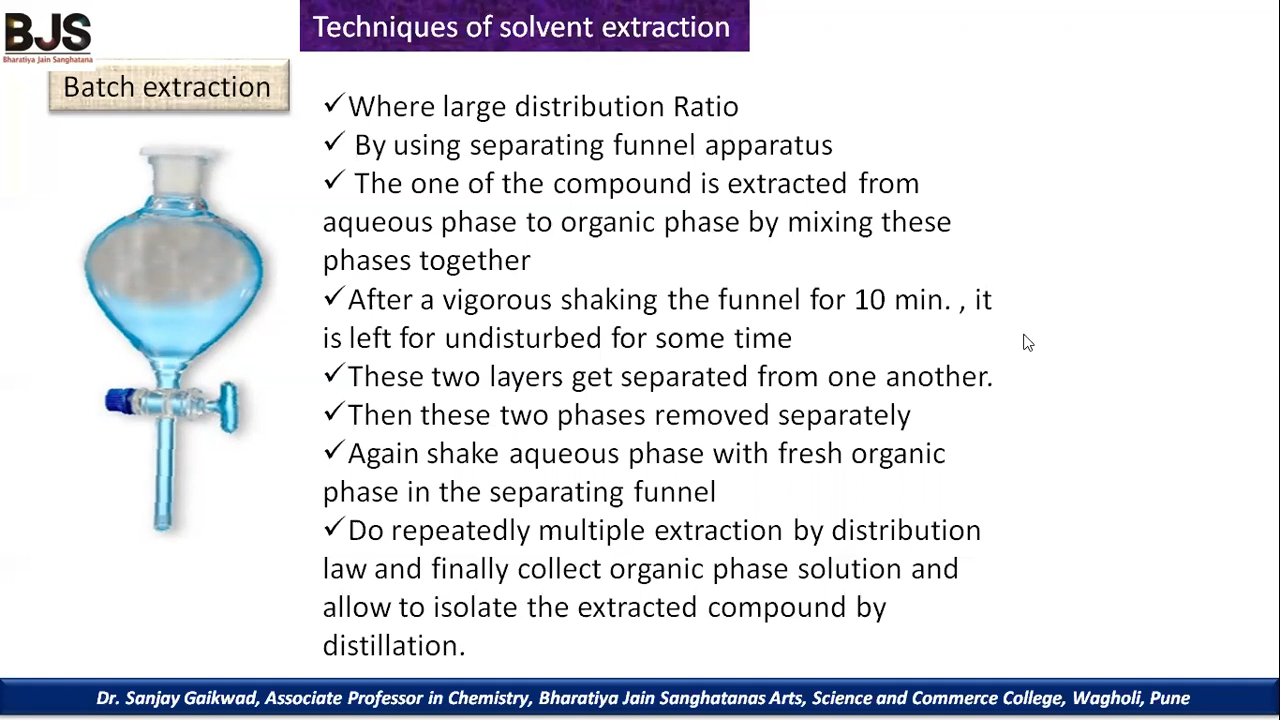 Techniques of solvent extraction
BJS
Bharatiya Jain Sanghatana
Batch extraction
✓Where large distribution Ratio
✓ By using separating funnel apparatus
✓ The one of the compound is extracted from
aqueous phase to organic phase by mixing these
phases together
✓After a vigorous shaking the funnel for 10 min. , it
is left for undisturbed for some time
✓These two layers get separated from one another.
✓Then these two phases removed separately
✓Again shake aqueous phase with fresh organic
phase in the separating funnel
✓Do repeatedly multiple extraction by distribution
law and finally collect organic phase solution and
allow to isolate the extracted compound by
distillation.
Dr. Sanjay Gaikwad, Associate Professor in Chemistry, Bharatiya Jain Sanghatanas Arts, Science and Commerce College, Wagholi, Pune